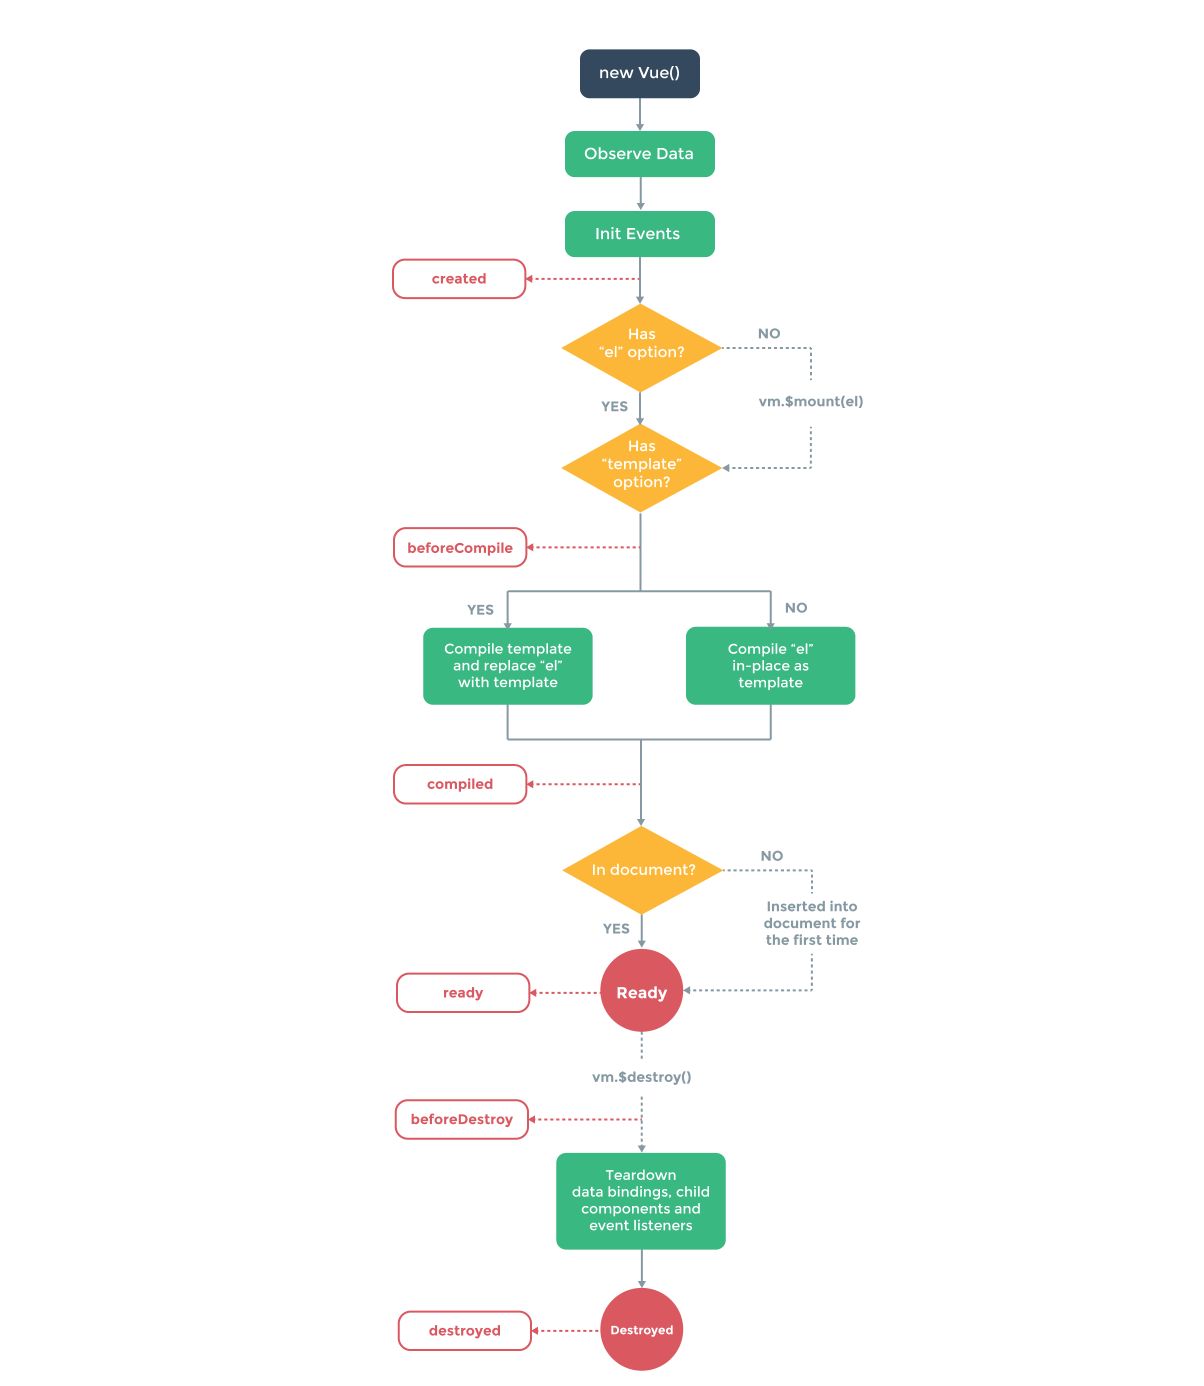 new Vue()
Observe Data
Init Events
created
Has
“el” option?
NO
YES
vm.$mount(el)
Has
“template”
option?
beforeCompile
YES
NO
Compile template
and replace “el”
with template
Compile “el”
in-place as
template
compiled
In document?
NO
YES
Inserted into
document for
the first time
ready
Ready
vm.$destroy()
beforeDestroy
Teardown
data bindings, child
components and
event listeners
destroyed
Destroyed